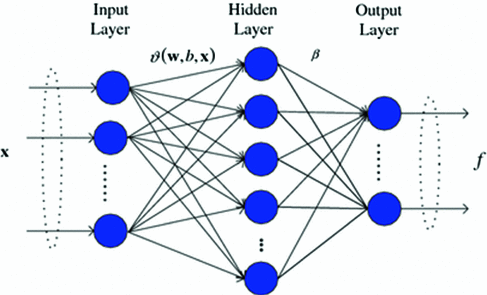 Input
Layer
Hidden
Layer
Output
Layer
ϑ(w,b,x)
β
x
f